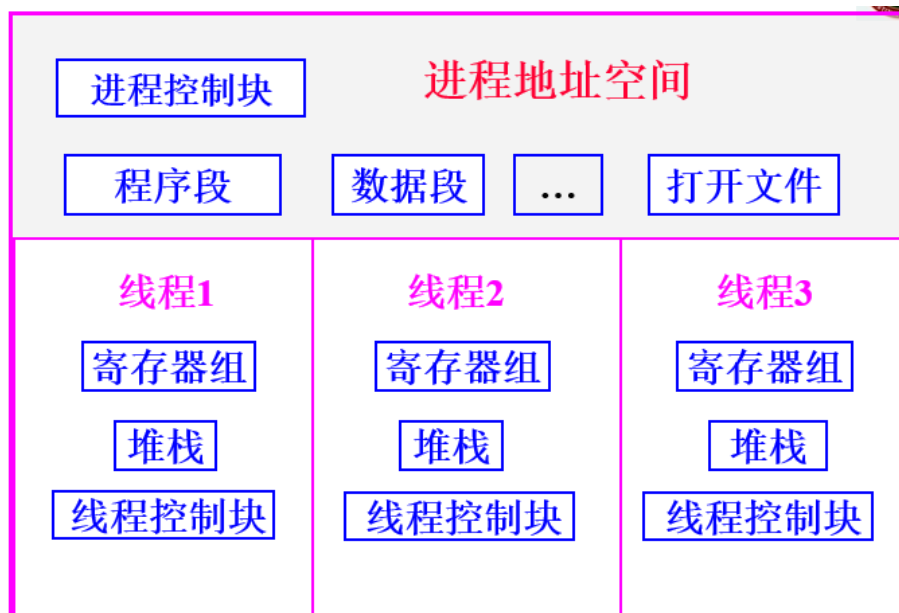 进程控制块 进程地址空间
程序段 数据段 ... 打开文件
线程1 线程2 线程3
寄存器组 寄存器组 寄存器组
堆栈 堆栈 堆栈
线程控制块 线程控制块 线程控制块